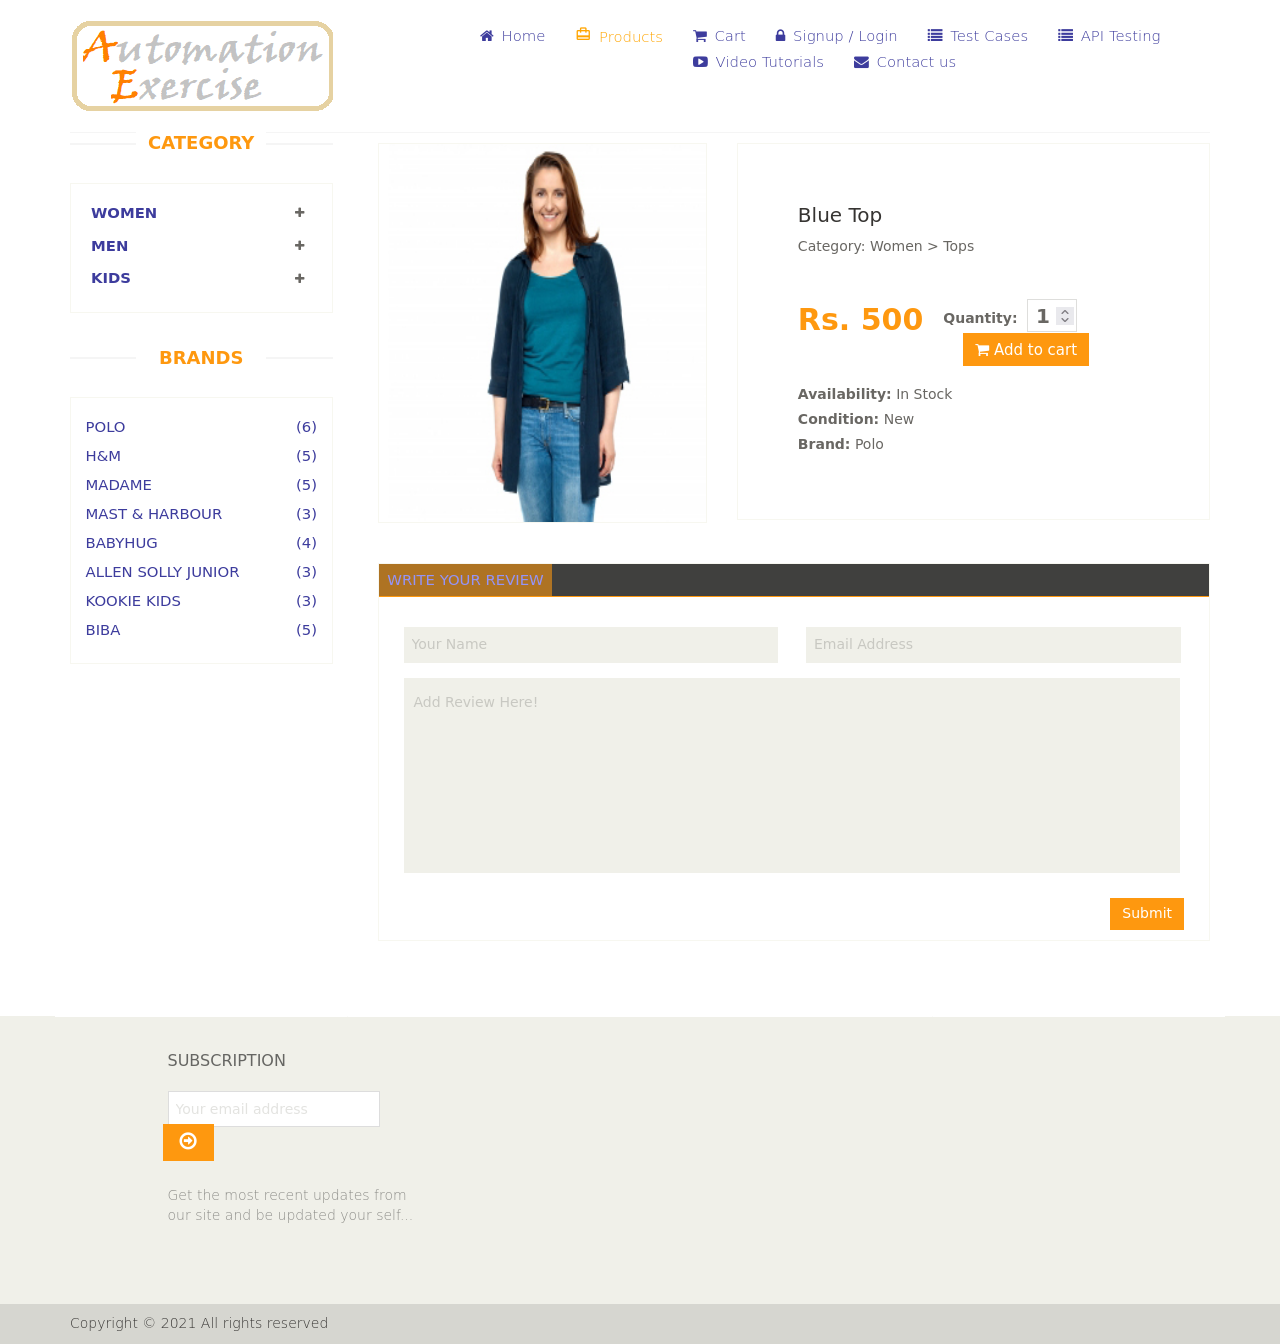 Automation
Exercise
Home
Products
Cart
Signup / Login
Test Cases
API Testing
Video Tutorials
Contact us
CATEGORY
WOMEN
MEN
KIDS
BRANDS
POLO (6)
H&M (5)
MADAME (5)
MAST & HARBOUR (3)
BABYHUG (4)
ALLEN SOLLY JUNIOR (3)
KOOKIE KIDS (3)
BIBA (5)
Blue Top
Category: Women > Tops
Rs. 500 Quantity: 1
Add to cart
Availability: In Stock
Condition: New
Brand: Polo
WRITE YOUR REVIEW
Your Name
Email Address
Add Review Here!
Submit
SUBSCRIPTION
Your email address
Get the most recent updates from
our site and be updated your self...
Copyright © 2021 All rights reserved